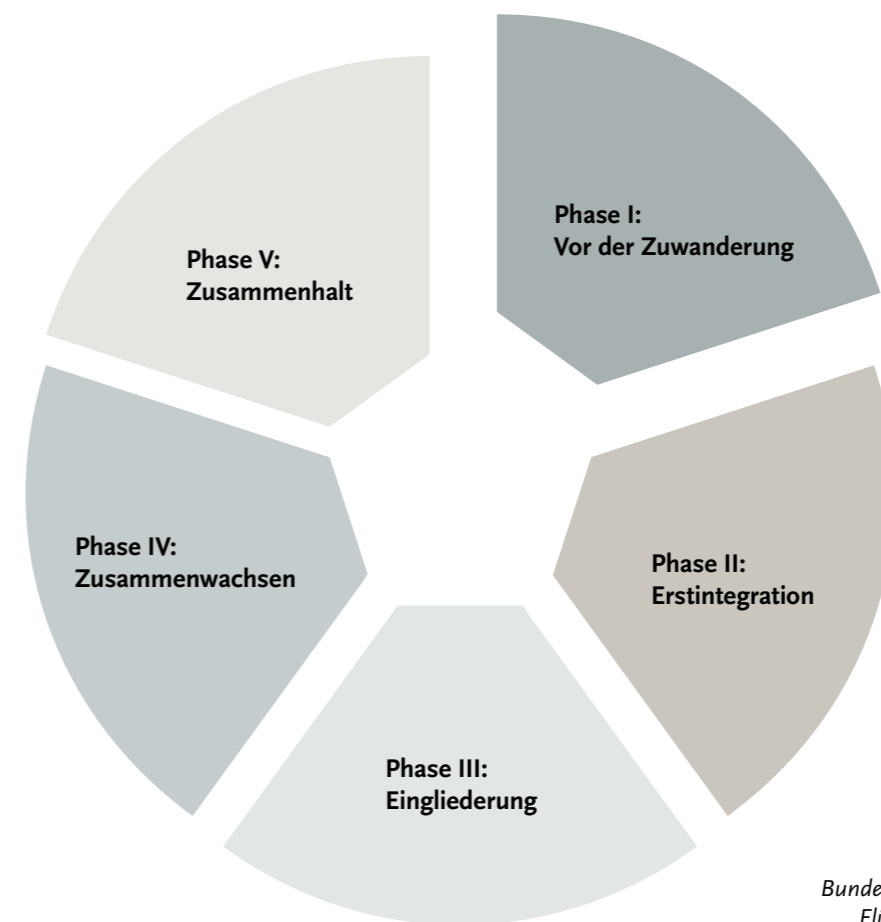 Phase I:
Vor der Zuwanderung
Phase II:
Erstintegration
Phase III:
Eingliederung
Phase IV:
Zusammenwachsen
Phase V:
Zusammenhalt